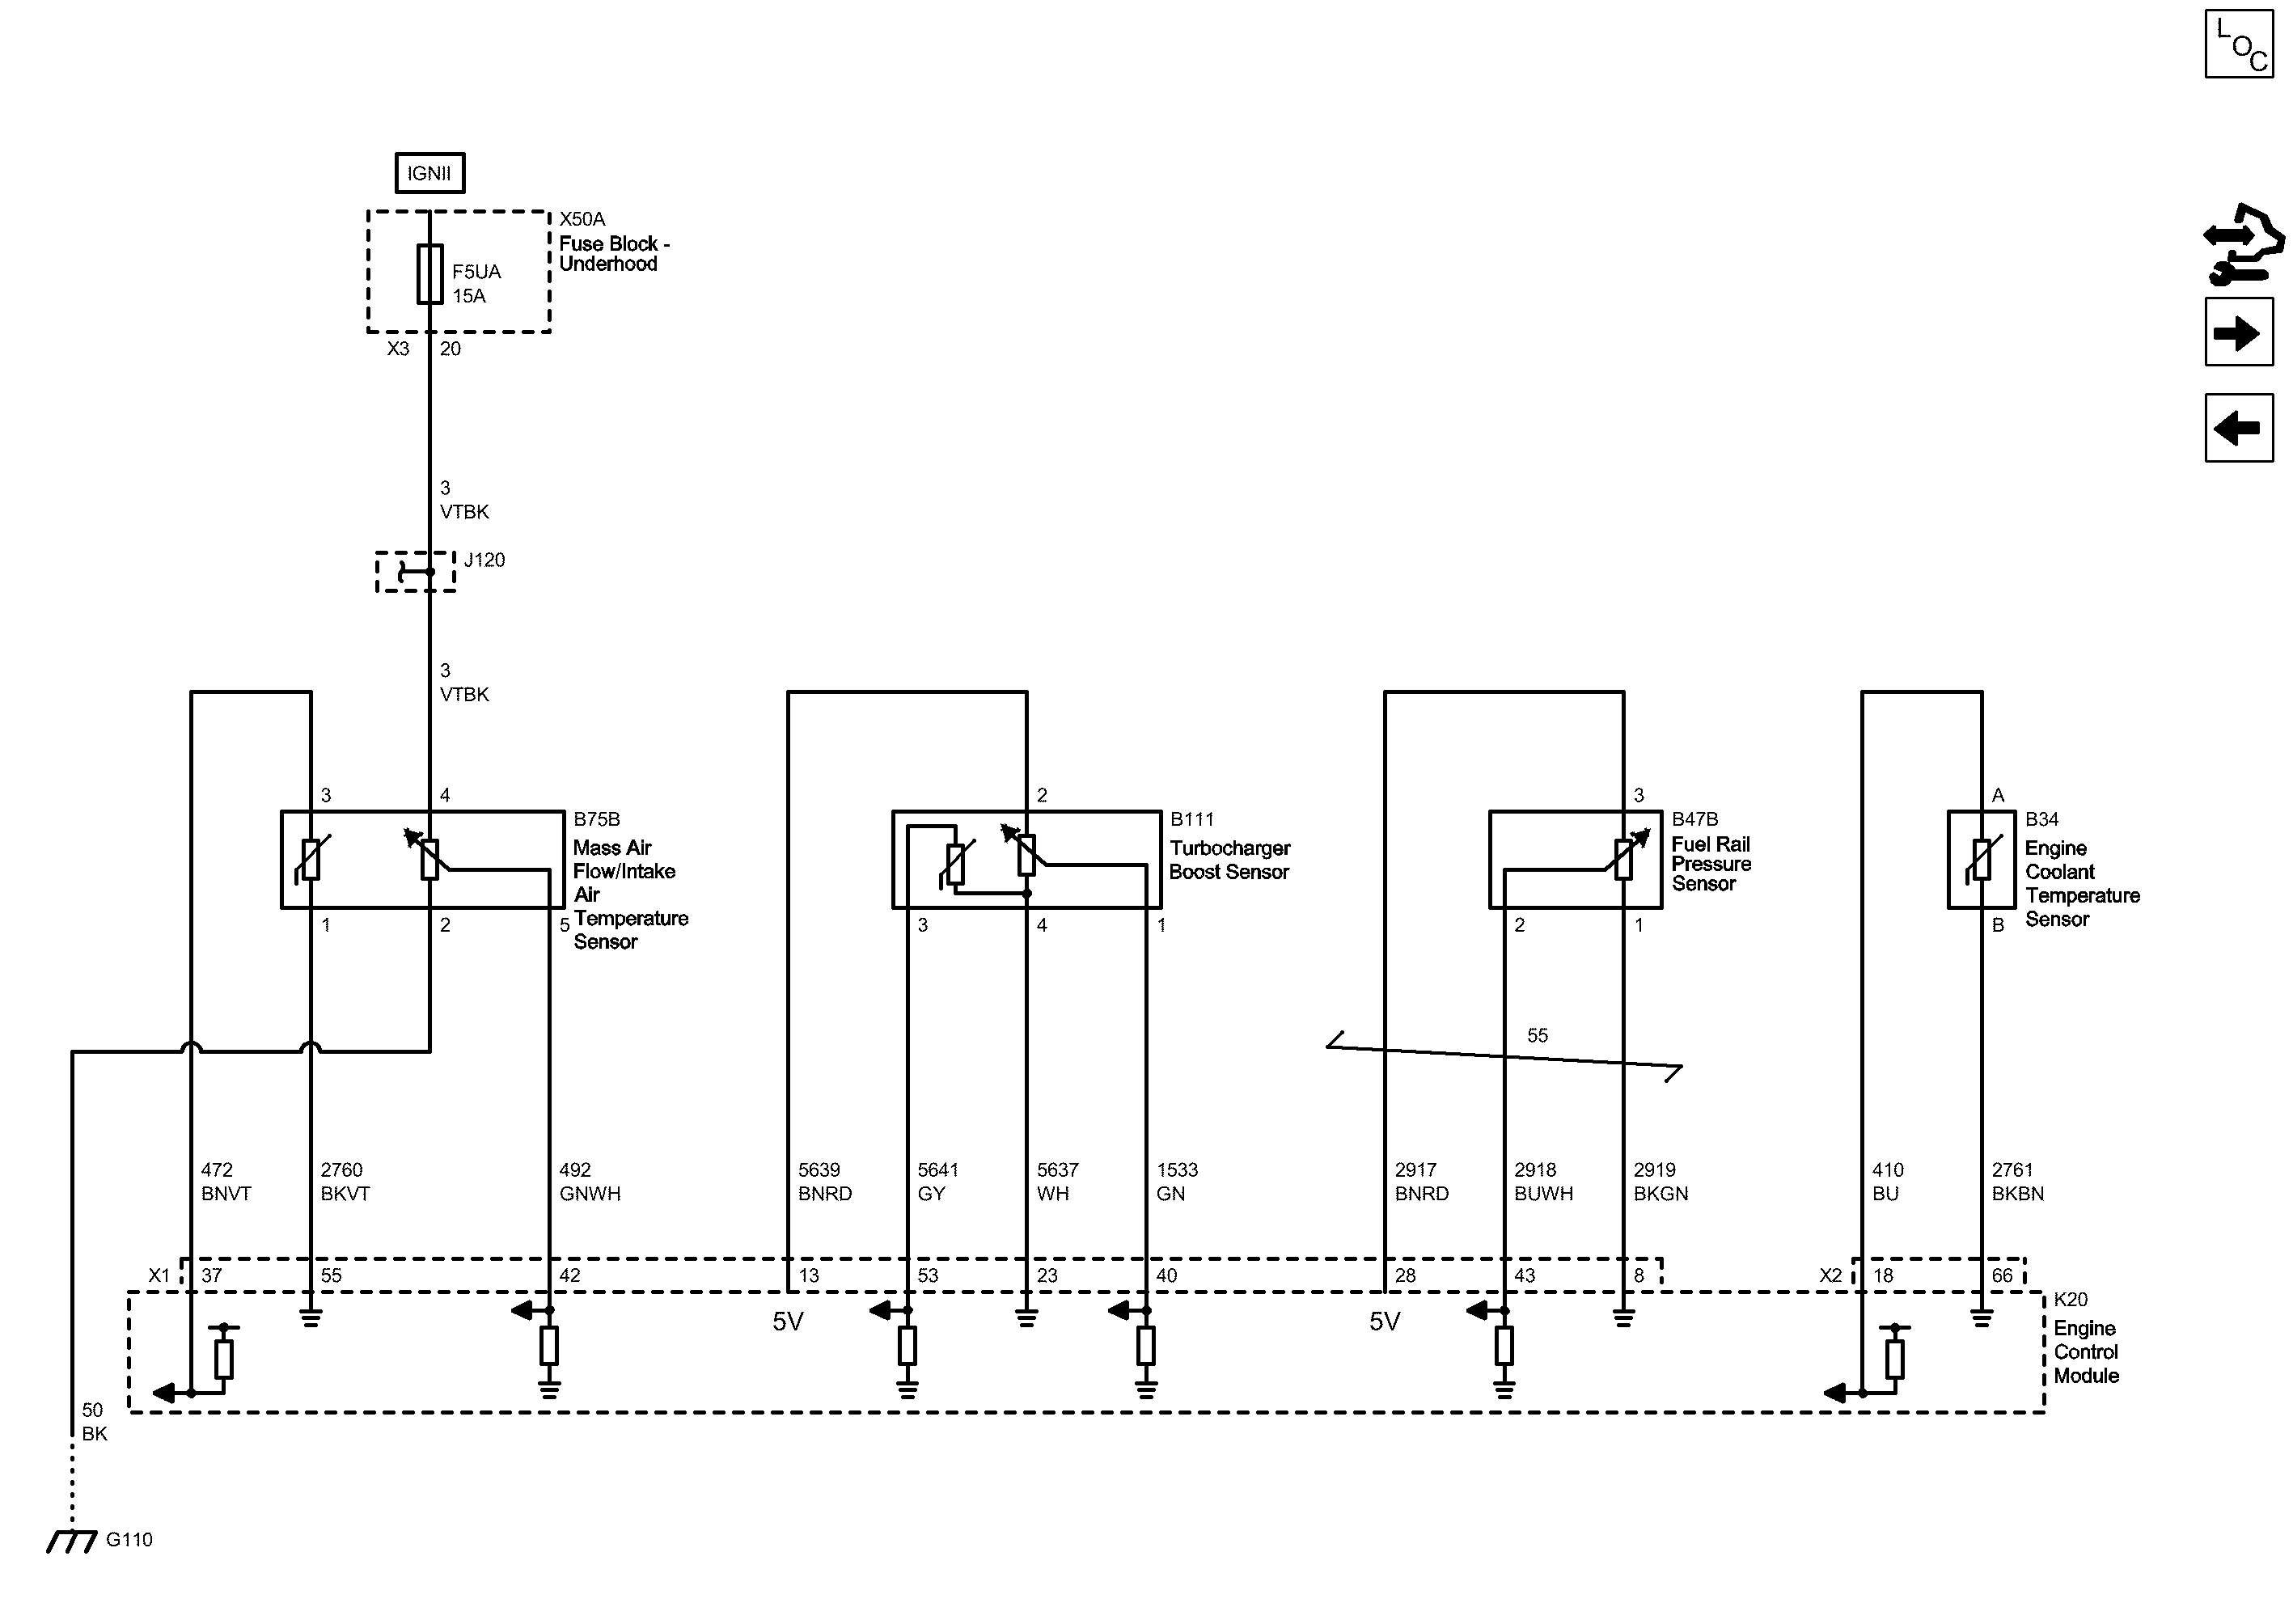 LOC
IGNII
X50A
Fuse Block -
Underhood
F5UA
15A
X3 20
3
VTBK
J120
3
VTBK
3 4
B75B
Mass Air
Flow/Intake
Air
Temperature
Sensor
1 2 5
2
B111
Turbocharger
Boost Sensor
3 4 1
3
B47B
Fuel Rail
Pressure
Sensor
2 1
A
B34
Engine
Coolant
Temperature
Sensor
B
55
472 2760 492 5639 5641 5637 1533 2917 2918 2919 410 2761
BNVT BKVT GNWH BNRD GY WH GN BNRD BUWH BKGN BU BKBN
X1 37 55 42 13 53 23 40 28 43 8 X2 18 66
5V 5V
K20
Engine
Control
Module
50
BK
G110